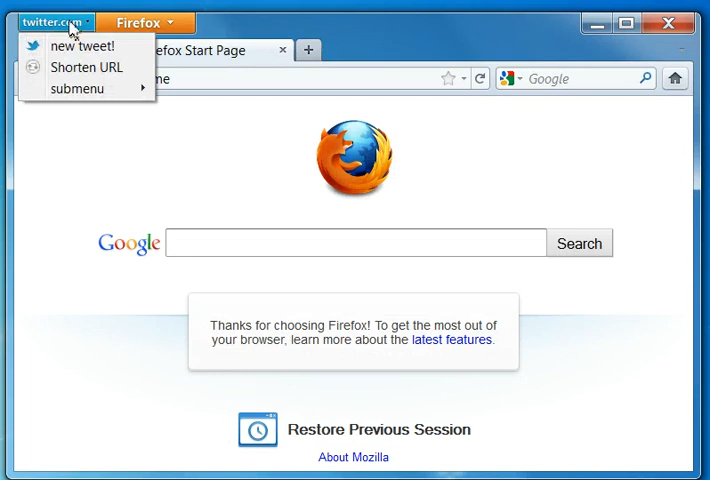 twitter.com
Firefox
new tweet!
Shorten URL
submenu
efox Start Page
me
Google
Google
Search
Thanks for choosing Firefox! To get the most out of
your browser, learn more about the latest features.
Restore Previous Session
About Mozilla